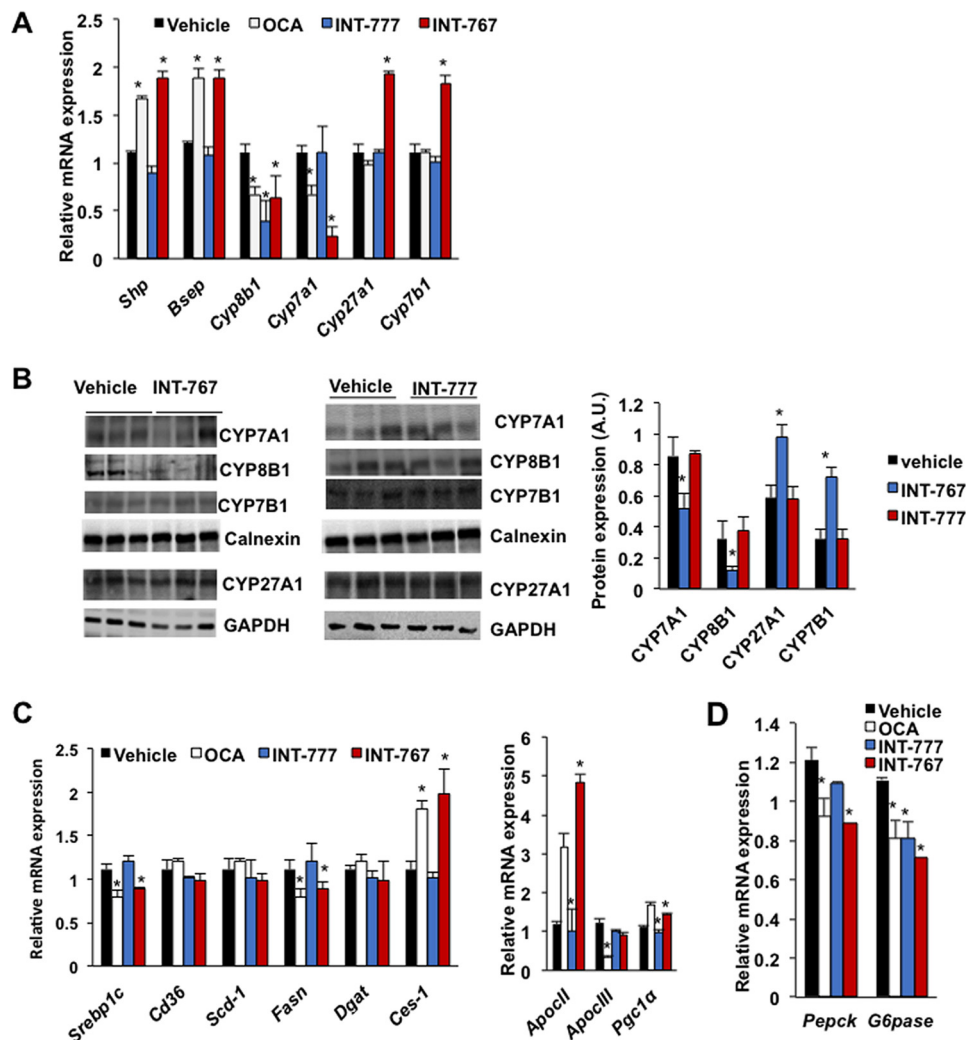 A
Vehicle OCA INT-777 INT-767
Relative mRNA expression
2.5
2
1.5
1
0.5
0
* * * * * * * * * * *
Shp Bsep Cyp8b1 Cyp7a1 Cyp27a1 Cyp7b1
B
Vehicle INT-767
CYP7A1
CYP8B1
CYP7B1
Calnexin
CYP27A1
GAPDH
Vehicle INT-777
CYP7A1
CYP8B1
CYP7B1
Calnexin
CYP27A1
GAPDH
Protein expression (A.U.)
1.2
1
0.8
0.6
0.4
0.2
0
* * * *
vehicle
INT-767
INT-777
CYP7A1 CYP8B1 CYP27A1 CYP7B1
C
Vehicle OCA INT-777 INT-767
Relative mRNA expression
2.5
2
1.5
1
0.5
0
* * * * * *
Srebp1c Cd36 Scd-1 Fasn Dgat Ces-1
Relative mRNA expression
6
5
4
3
2
1
0
* * * * *
ApocII ApocIII Pgc1α
D
Vehicle
OCA
INT-777
INT-767
Relative mRNA expression
1.4
1.2
1
0.8
0.6
0.4
0.2
0
* * * * *
Pepck G6pase